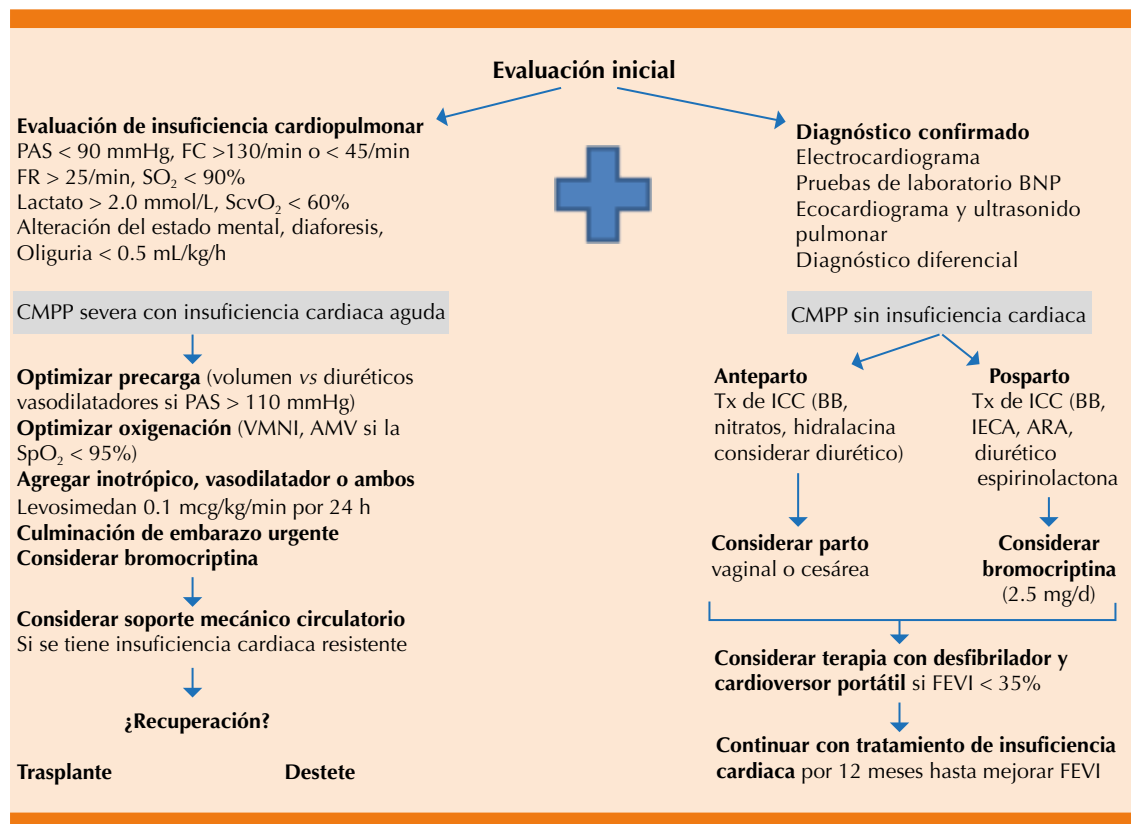 Evaluación inicial
Evaluación de insuficiencia cardiopulmonar
PAS < 90 mmHg, FC >130/min o < 45/min
FR > 25/min, SO₂ < 90%
Lactato > 2.0 mmol/L, ScvO₂ < 60%
Alteración del estado mental, diaforesis,
Oliguria < 0.5 mL/kg/h
CMPP severa con insuficiencia cardiaca aguda
Optimizar precarga (volumen vs diuréticos
vasodilatadores si PAS > 110 mmHg)
Optimizar oxigenación (VMNI, AMV si la
SpO₂ < 95%)
Agregar inotrópico, vasodilatador o ambos
Levosimedan 0.1 mcg/kg/min por 24 h
Culminación de embarazo urgente
Considerar bromocriptina
Considerar soporte mecánico circulatorio
Si se tiene insuficiencia cardiaca resistente
¿Recuperación?
Trasplante
Destete
Diagnóstico confirmado
Electrocardiograma
Pruebas de laboratorio BNP
Ecocardiograma y ultrasonido
pulmonar
Diagnóstico diferencial
CMPP sin insuficiencia cardiaca
Anteparto
Tx de ICC (BB,
nitratos, hidralacina
considerar diurético)
Considerar parto
vaginal o cesárea
Posparto
Tx de ICC (BB,
IECA, ARA,
diurético
espirinolactona
Considerar
bromocriptina
(2.5 mg/d)
Considerar terapia con desfibrilador y
cardioversor portátil si FEVI < 35%
Continuar con tratamiento de insuficiencia
cardiaca por 12 meses hasta mejorar FEVI